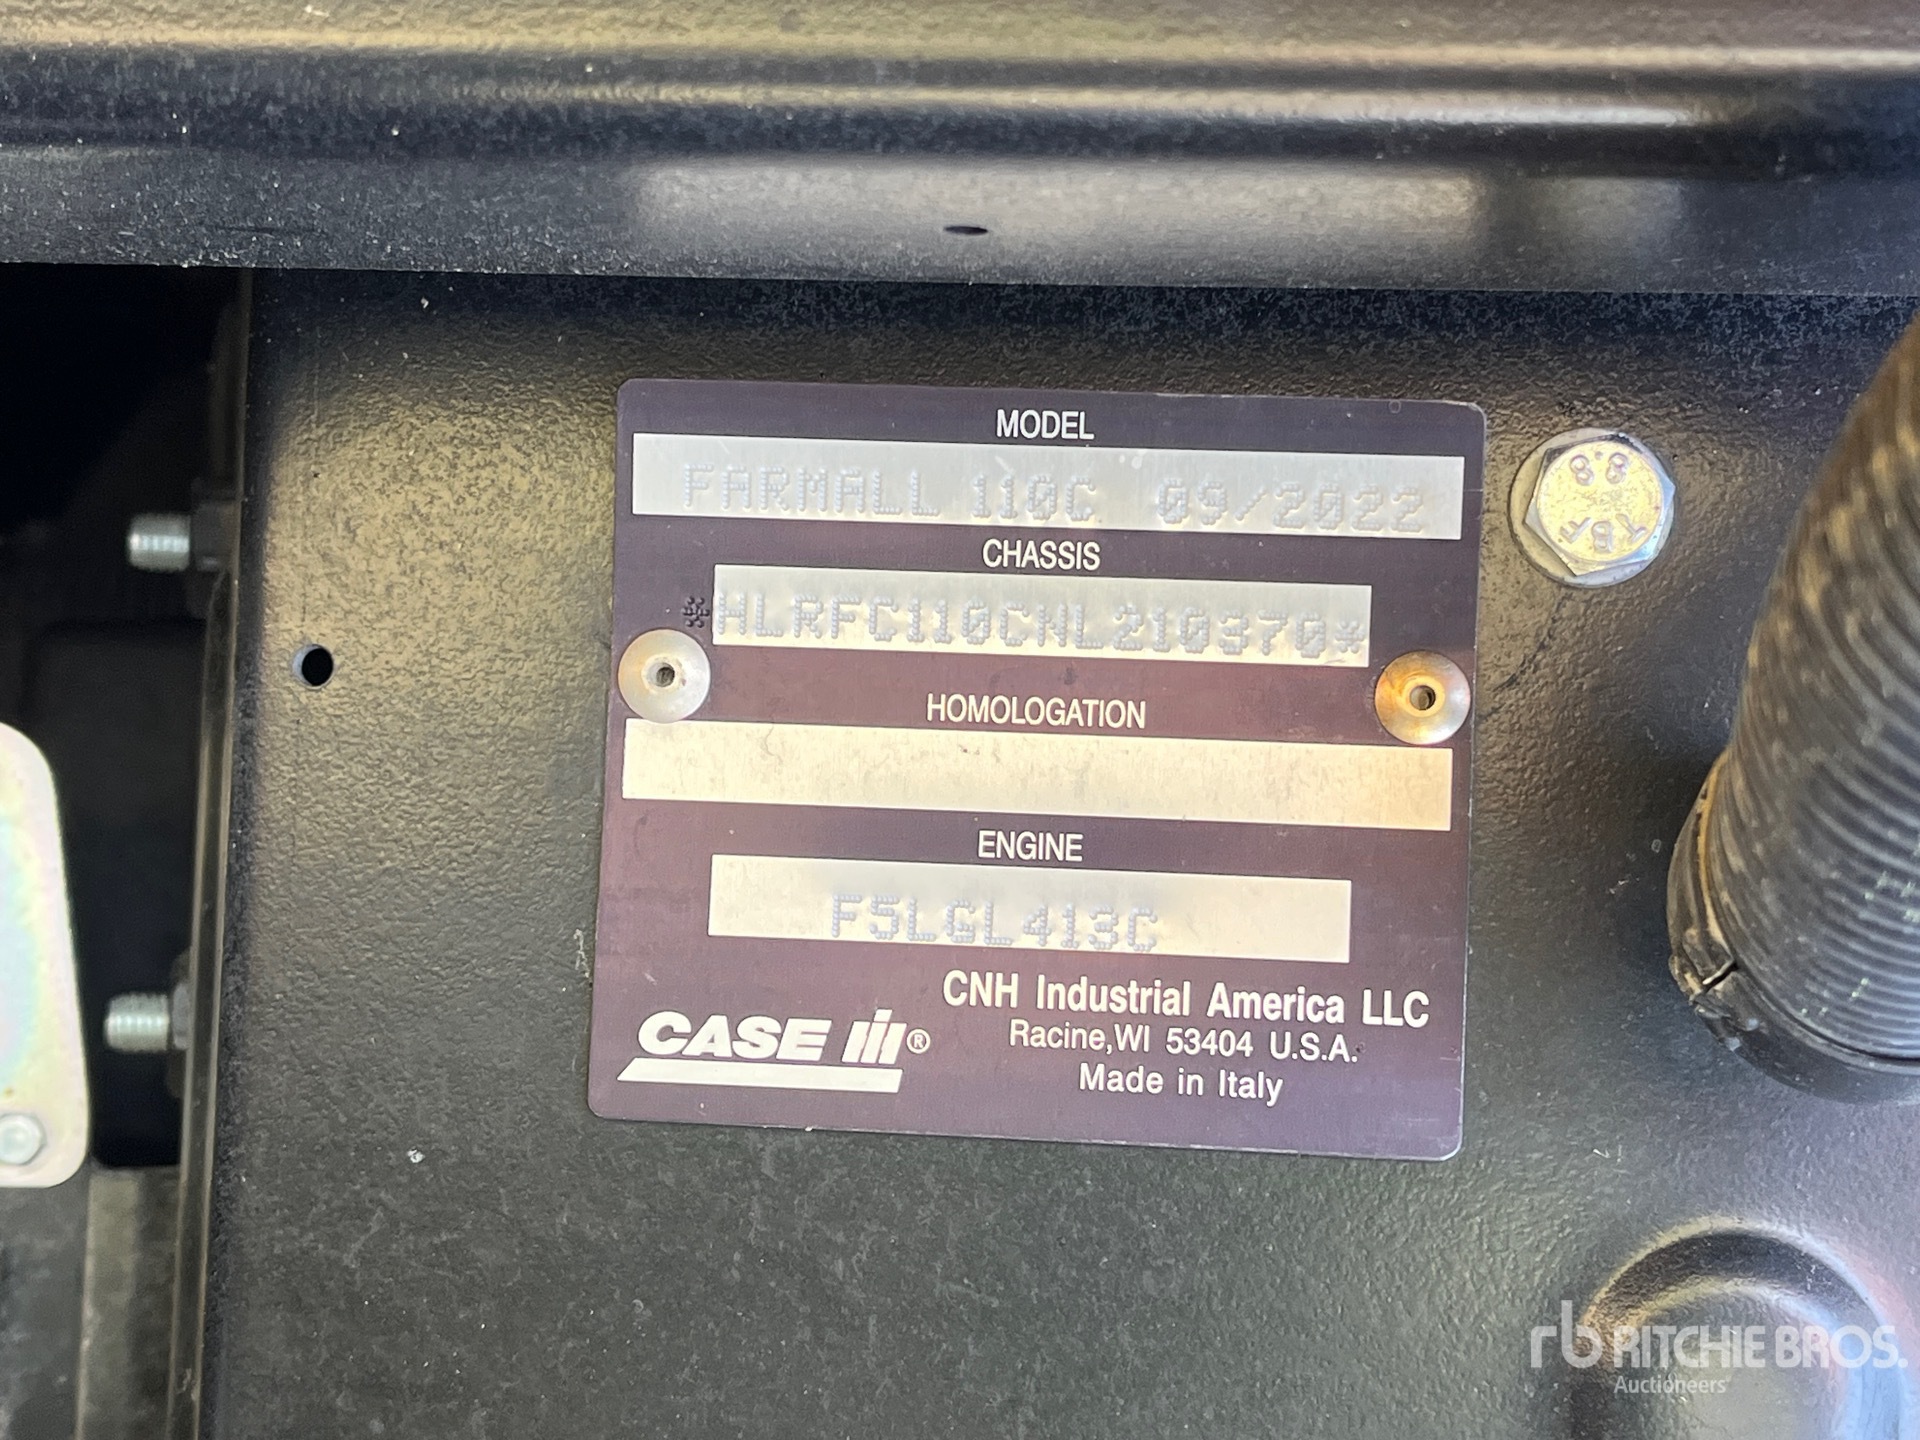 MODEL
FARMALL 110C 09/2022
CHASSIS
*HLRFC110CNL210370*
HOMOLOGATION
ENGINE
F5LGL413C
CNH Industrial America LLC
Racine,WI 53404 U.S.A.
Made in Italy
CASE IH®
8.8
rb RITCHIE BROS.
Auctioneers